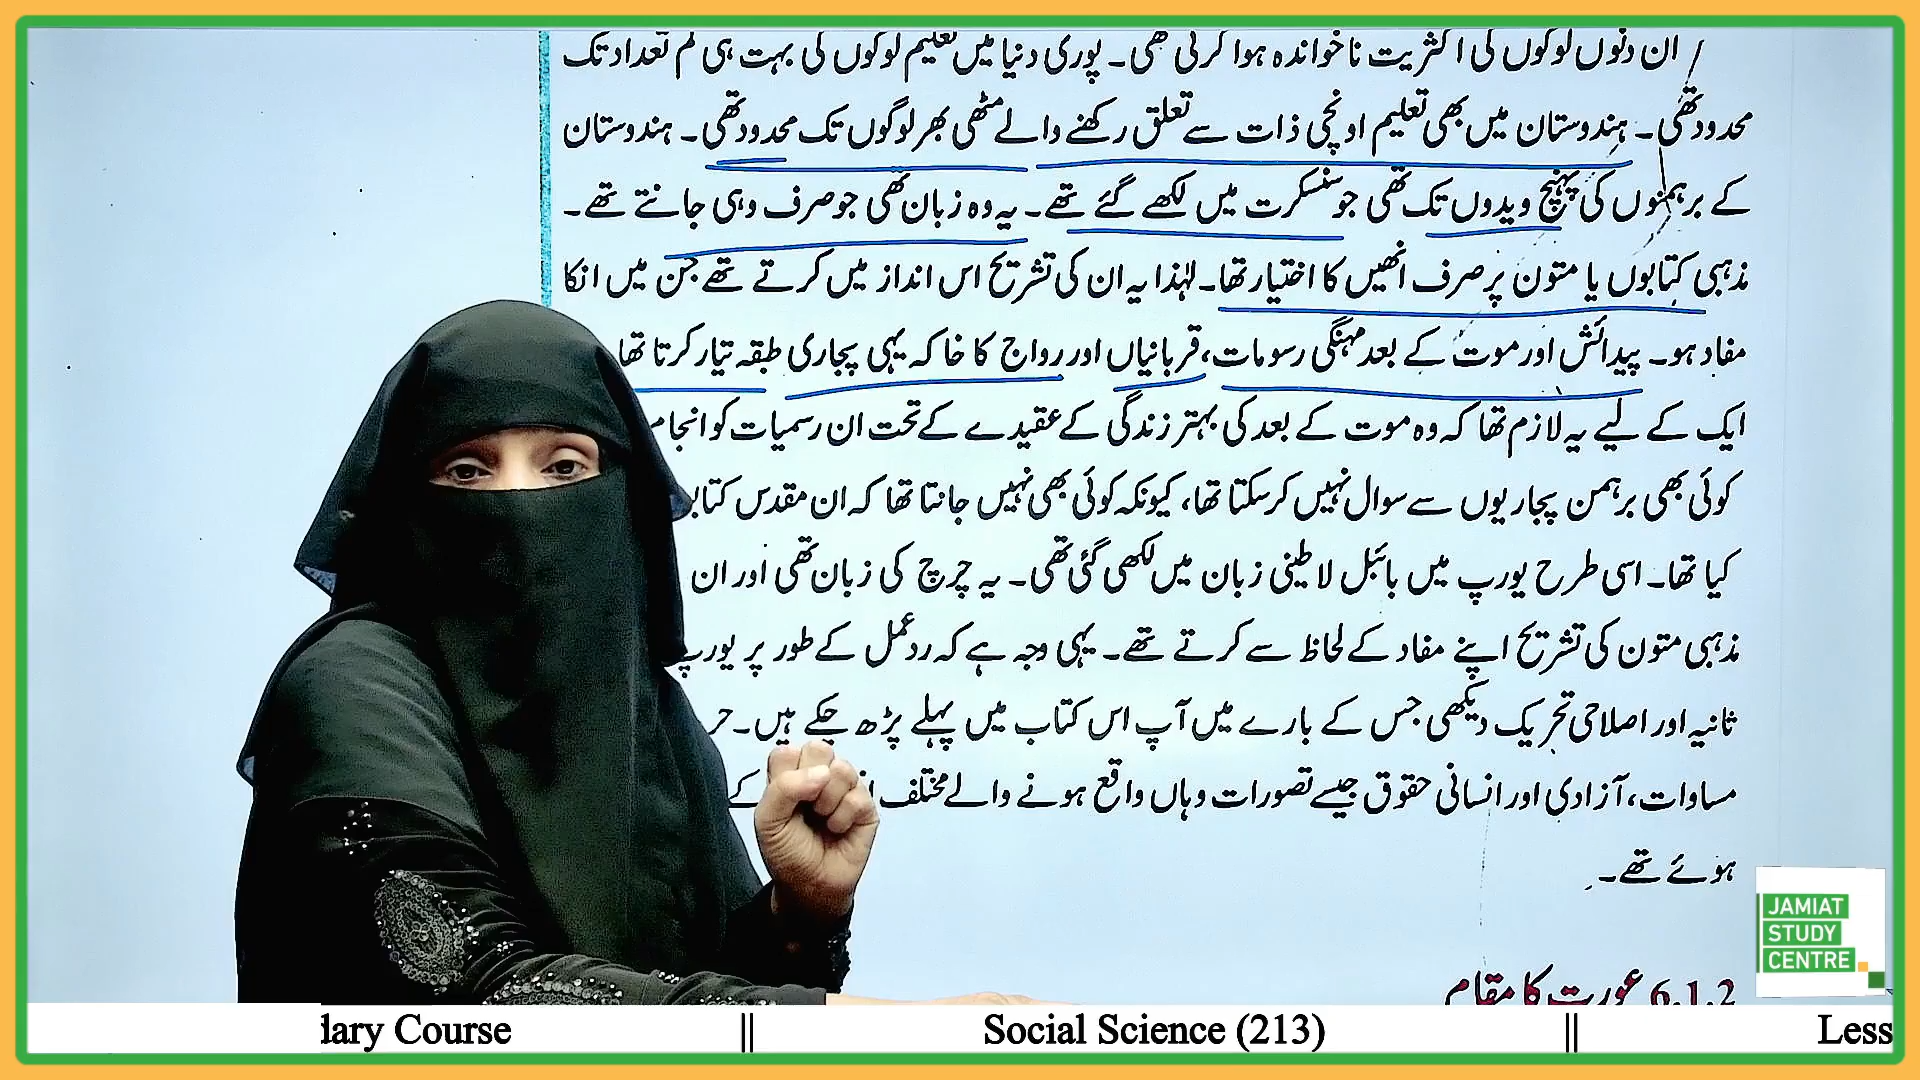 ان دنوں لوگوں کی اکثریت ناخواندہ ہوا کرتی تھی۔ پوری دنیا میں تعلیم لوگوں کی بہت ہی کم تعداد تک
محدود تھی۔ ہندوستان میں بھی تعلیم اونچی ذات سے تعلق رکھنے والے مٹھی بھر لوگوں تک محدود تھی۔ ہندوستان
کے برہمنوں کی پہنچ ویدوں تک تھی جو سنسکرت میں لکھے گئے تھے۔ یہ وہ زبان تھی جو صرف وہی جانتے تھے۔
مذہبی کتابوں یا متون پر صرف انھیں کا اختیار تھا۔ لہٰذا یہ ان کی تشریح اس انداز میں کرتے تھے جن میں انکا
مفاد ہو۔ پیدائش اور موت کے بعد مہنگی رسومات، قربانیاں اور رواج کا خاکہ یہی پجاری طبقہ تیار کرتا تھا
ایک کے لیے یہ لازم تھا کہ وہ موت کے بعد کی بہتر زندگی کے عقیدے کے تحت ان رسمیات کو انجام
کوئی بھی برہمن پجاریوں سے سوال نہیں کر سکتا تھا، کیونکہ کوئی بھی نہیں جانتا تھا کہ ان مقدس
کیا تھا۔ اسی طرح یورپ میں بائبل لاطینی زبان میں لکھی گئی تھی۔ یہ چرچ کی زبان تھی اور ان
مذہبی متون کی تشریح اپنے مفاد کے لحاظ سے کرتے تھے۔ یہی وجہ ہے کہ ردعمل کے طور پر یورپ
ثانیہ اور اصلاحی تحریک دیکھی جس کے بارے میں آپ اس کتاب میں پہلے پڑھ چکے ہیں۔
مساوات، آزادی اور انسانی حقوق جیسے تصورات وہاں واقع ہونے والے مختلف کے
ہوئے تھے۔
6.1.2 عورت کا مقام
JAMIAT
STUDY
CENTRE
dary Course || Social Science (213) || Less